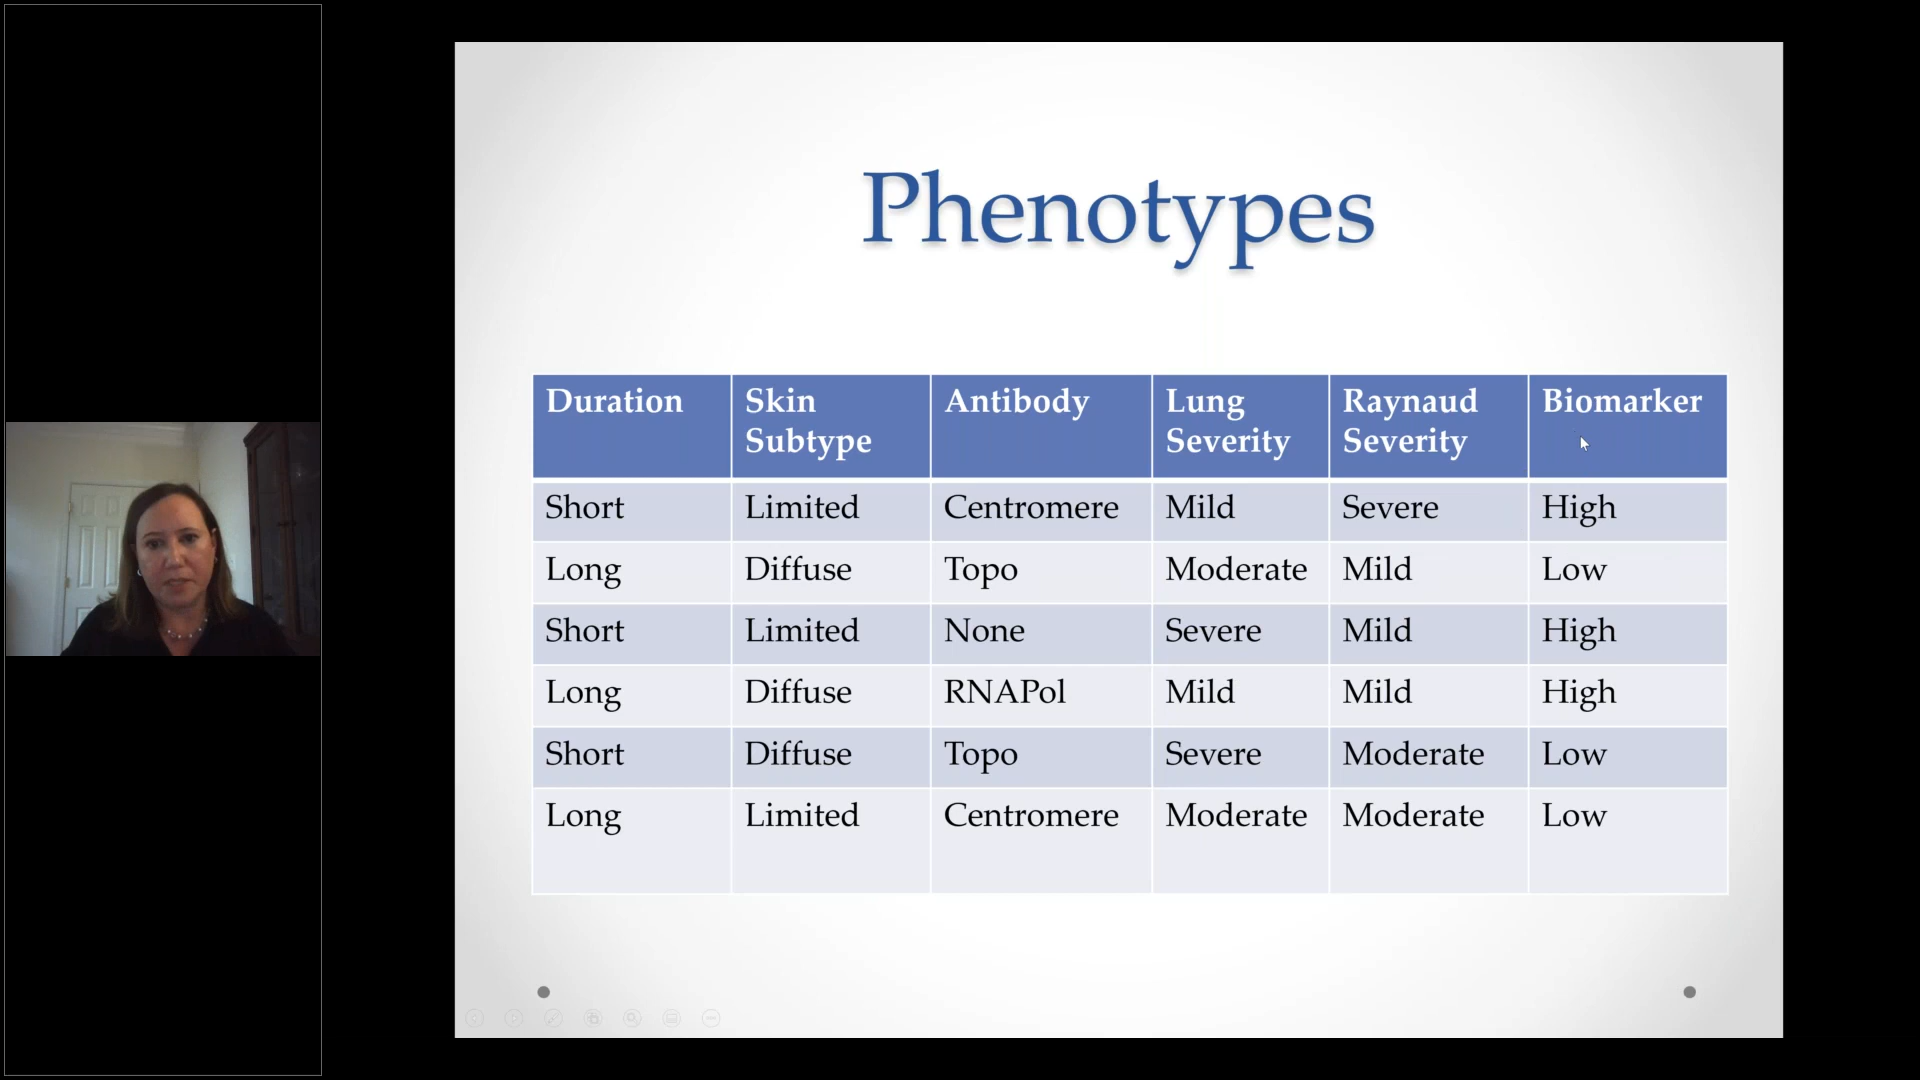 Phenotypes
Duration Skin Subtype Antibody Lung Severity Raynaud Severity Biomarker
Short Limited Centromere Mild Severe High
Long Diffuse Topo Moderate Mild Low
Short Limited None Severe Mild High
Long Diffuse RNAPol Mild Mild High
Short Diffuse Topo Severe Moderate Low
Long Limited Centromere Moderate Moderate Low